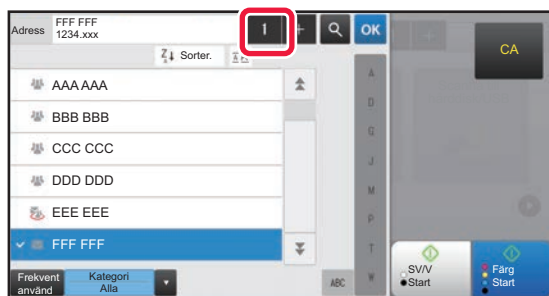 Adress
FFF FFF
1234.xxx
1
+
OK
CA
Z
A
Sorter.
AAA AAA
BBB BBB
CCC CCC
DDD DDD
EEE EEE
FFF FFF
A
D
G
J
M
P
T
W
ABC
Frekvent
använd
Kategori
Alla
SV/V
Start
Färg
Start